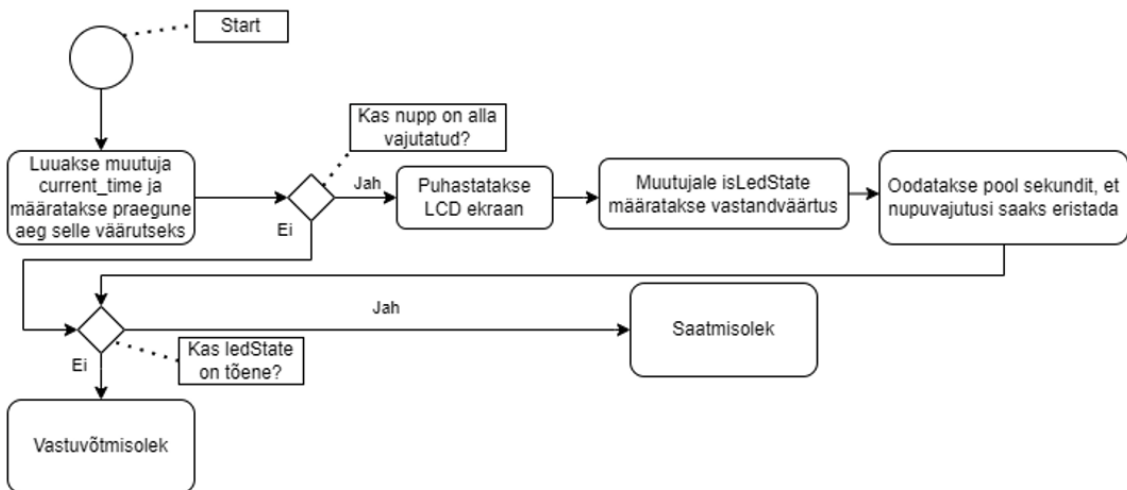 Start
Luuakse muutuja
current_time ja
määratakse praegune
aeg selle väärutseks
Kas nupp on alla
vajutatud?
Jah
Ei
Puhastatakse
LCD ekraan
Muutujale isLedState
määratakse vastandväärtus
Oodatakse pool sekundit, et
nupuvajutusi saaks eristada
Jah
Saatmisolek
Kas ledState
on tõene?
Ei
Vastuvõtmisolek